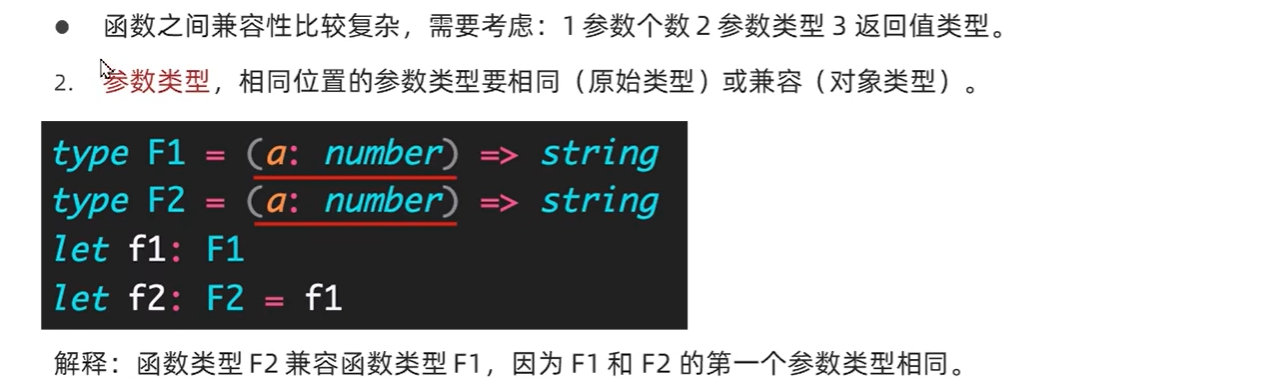 ● 函数之间兼容性比较复杂，需要考虑：1 参数个数 2 参数类型 3 返回值类型。
2. 参数类型，相同位置的参数类型要相同（原始类型）或兼容（对象类型）。
type F1 = (a: number) => string
type F2 = (a: number) => string
let f1: F1
let f2: F2 = f1
解释：函数类型 F2 兼容函数类型 F1，因为 F1 和 F2 的第一个参数类型相同。